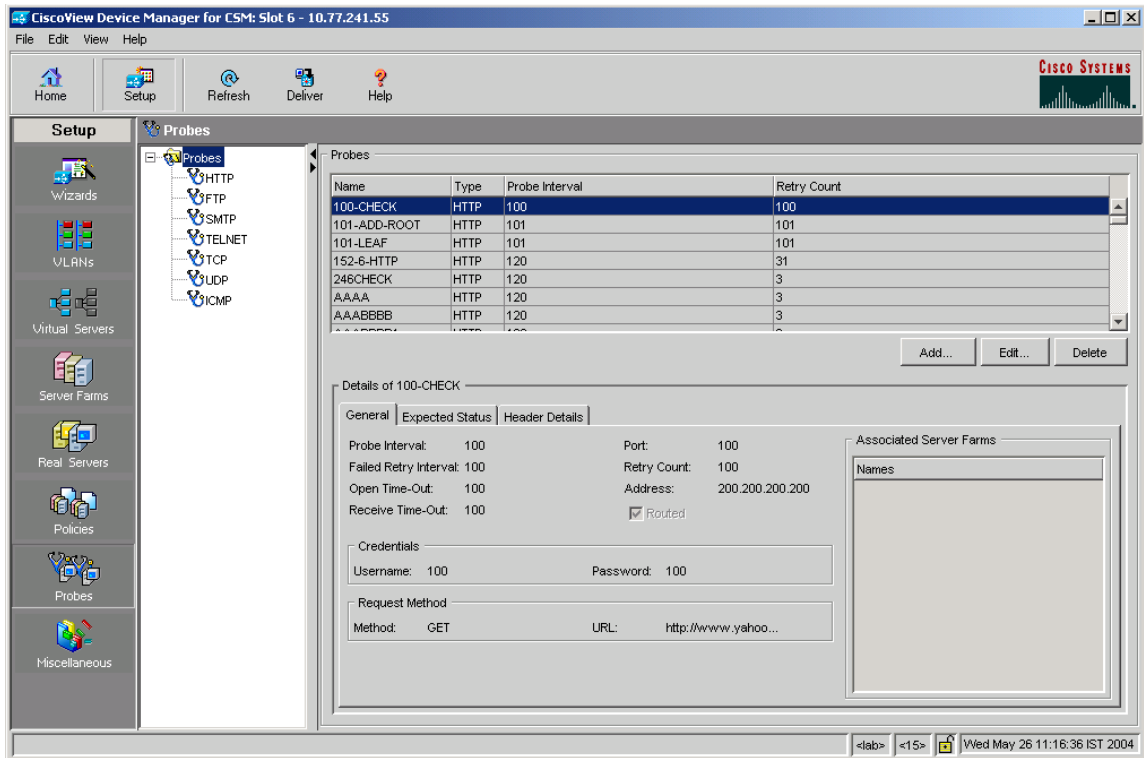 CiscoView Device Manager for CSM: Slot 6 - 10.77.241.55
File Edit View Help
Home Setup Refresh Deliver Help
CISCO SYSTEMS
Setup
Wizards
VLANs
Virtual Servers
Server Farms
Real Servers
Policies
Probes
Miscellaneous
Probes
Probes
HTTP
FTP
SMTP
TELNET
TCP
UDP
ICMP
Probes
Name Type Probe Interval Retry Count
100-CHECK HTTP 100 100
101-ADD-ROOT HTTP 101 101
101-LEAF HTTP 101 101
152-6-HTTP HTTP 120 31
246CHECK HTTP 120 3
AAAA HTTP 120 3
AAABBBB HTTP 120 3
Add... Edit... Delete
Details of 100-CHECK
General Expected Status Header Details
Probe Interval: 100 Port: 100
Failed Retry Interval: 100 Retry Count: 100
Open Time-Out: 100 Address: 200.200.200.200
Receive Time-Out: 100 Routed
Credentials
Username: 100 Password: 100
Request Method
Method: GET URL: http://www.yahoo...
Associated Server Farms
Names
<lab> <15> Wed May 26 11:16:36 IST 2004